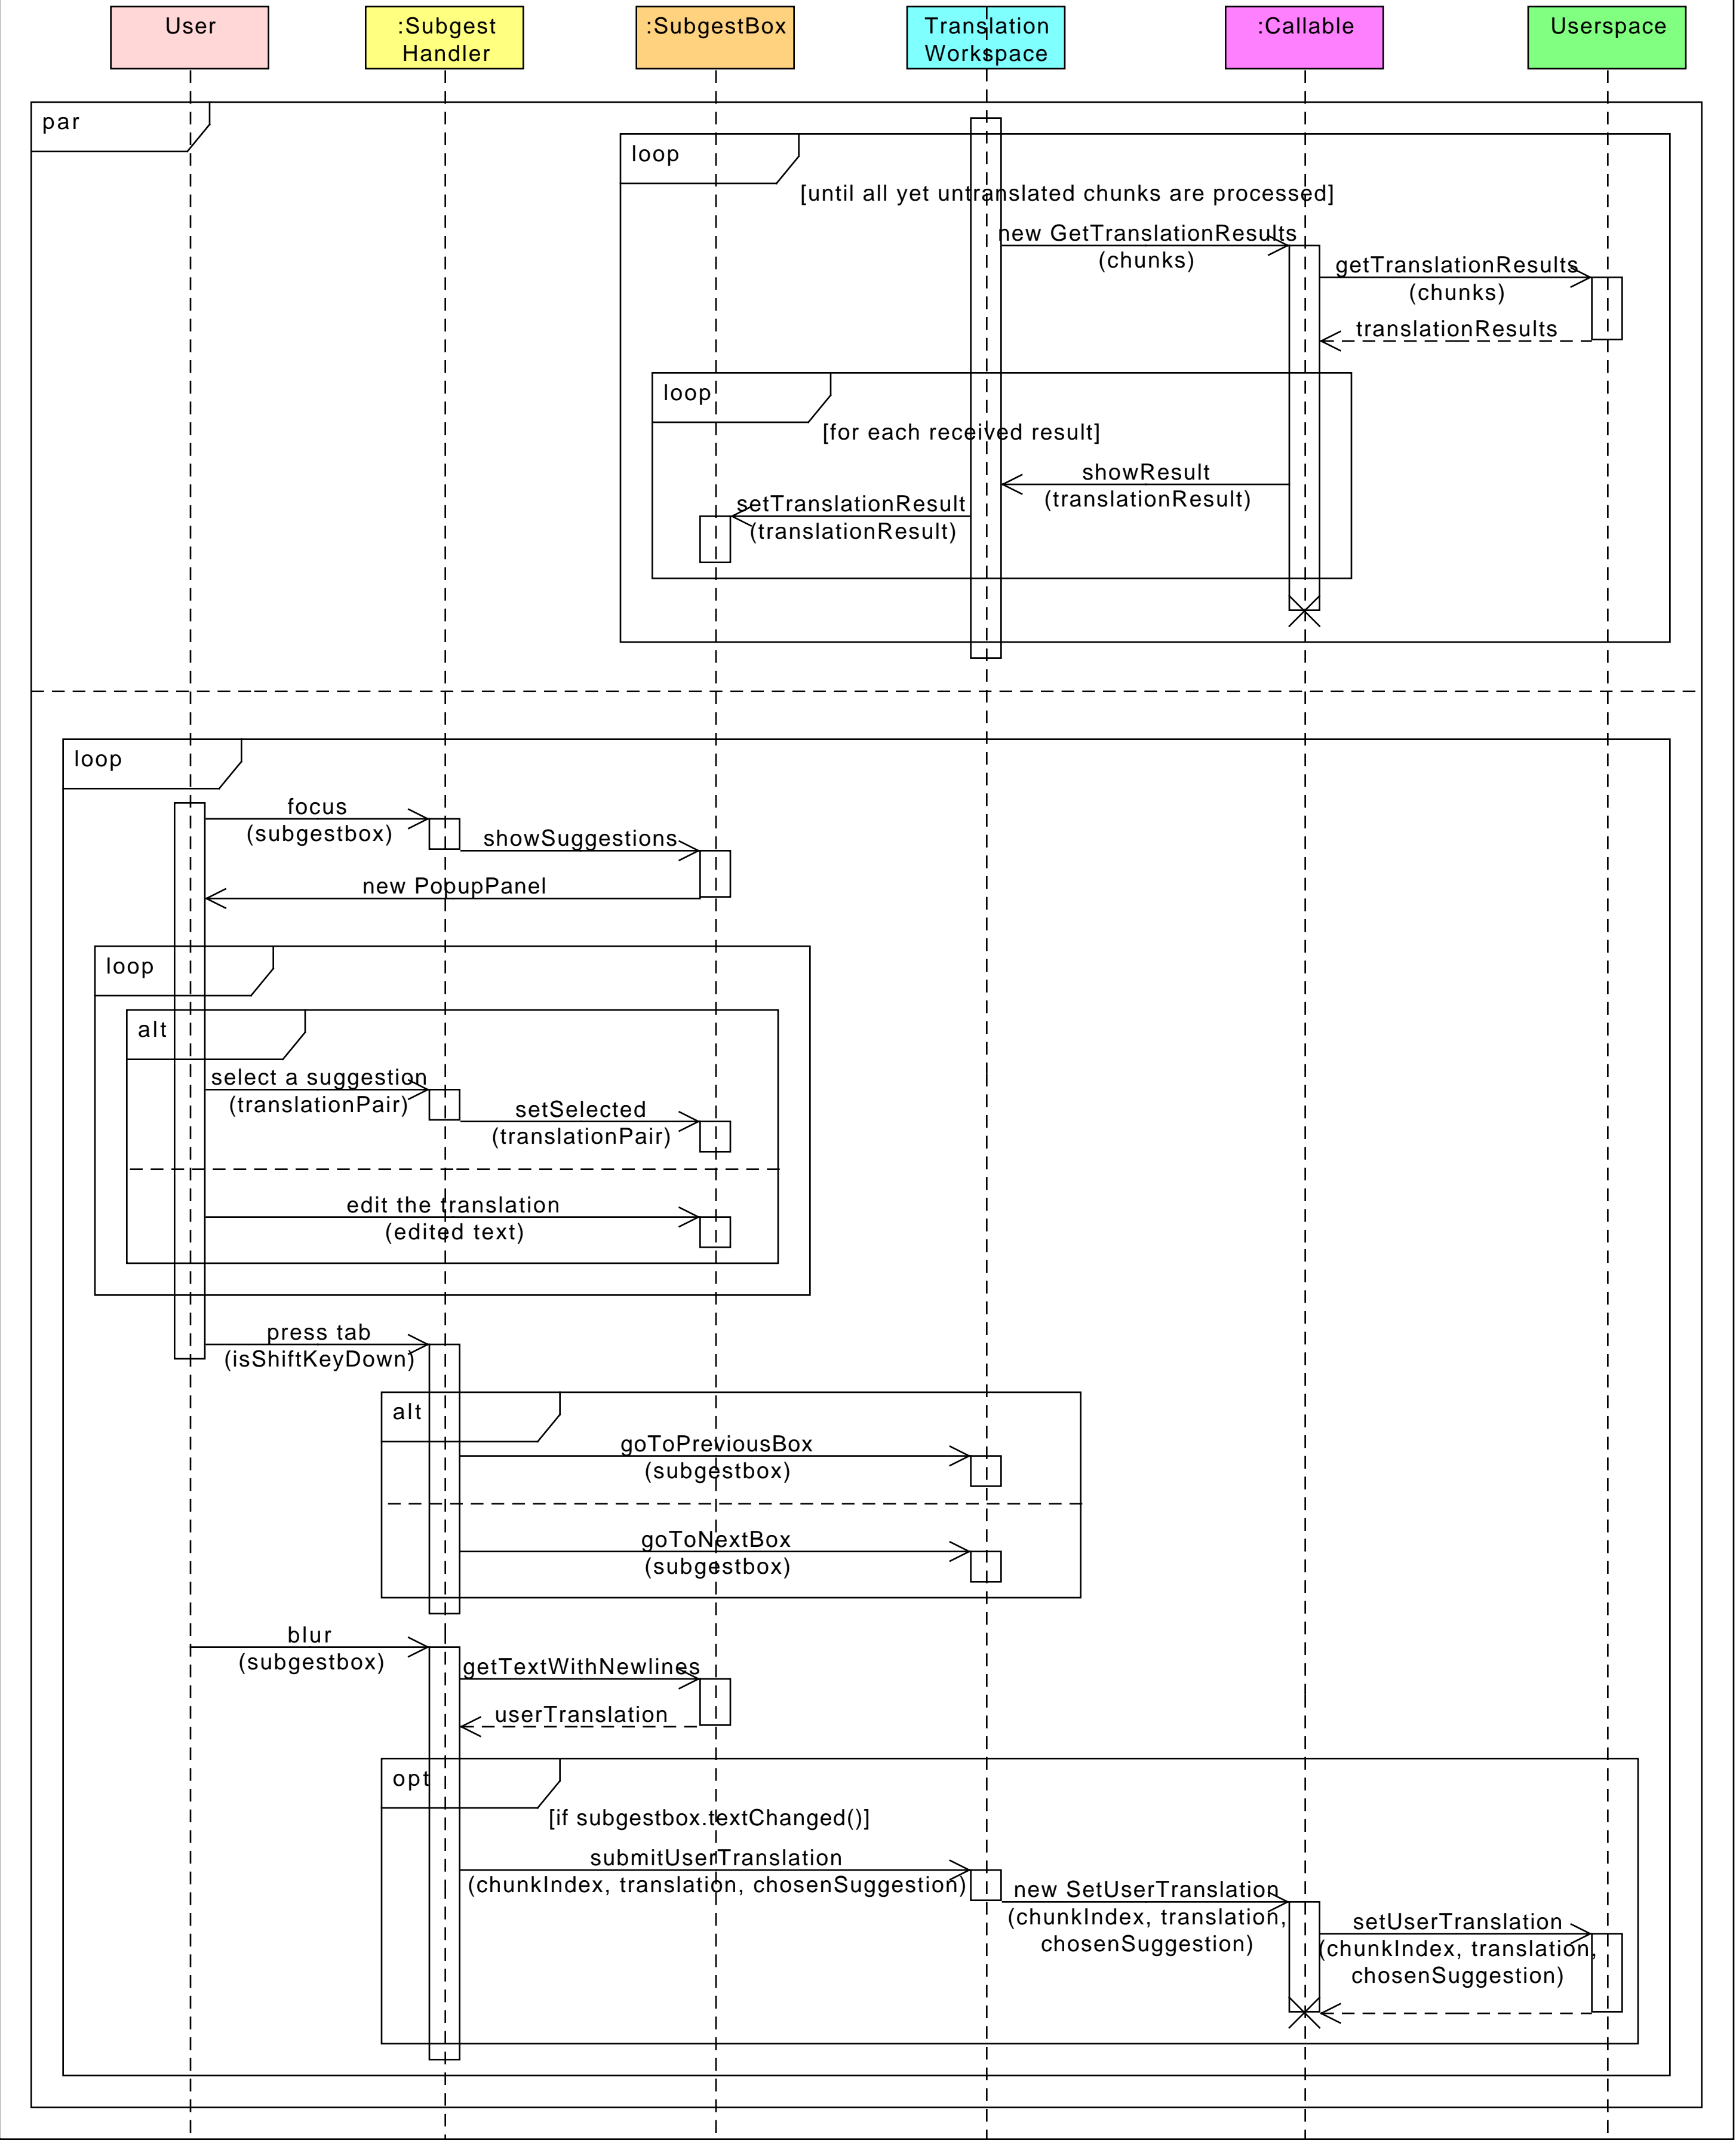 User
:Subgest
Handler
:SubgestBox
Translation
Workspace
:Callable
Userspace
par
loop
[until all yet untranslated chunks are processed]
new GetTranslationResults
(chunks)
getTranslationResults
(chunks)
translationResults
loop
[for each received result]
showResult
(translationResult)
setTranslationResult
(translationResult)
loop
focus
(subgestbox)
showSuggestions
new PopupPanel
loop
alt
select a suggestion
(translationPair)
setSelected
(translationPair)
edit the translation
(edited text)
press tab
(isShiftKeyDown)
alt
goToPreviousBox
(subgestbox)
goToNextBox
(subgestbox)
blur
(subgestbox)
getTextWithNewlines
userTranslation
opt
[if subgestbox.textChanged()]
submitUserTranslation
(chunkIndex, translation, chosenSuggestion)
new SetUserTranslation
(chunkIndex, translation,
chosenSuggestion)
setUserTranslation
(chunkIndex, translation,
chosenSuggestion)